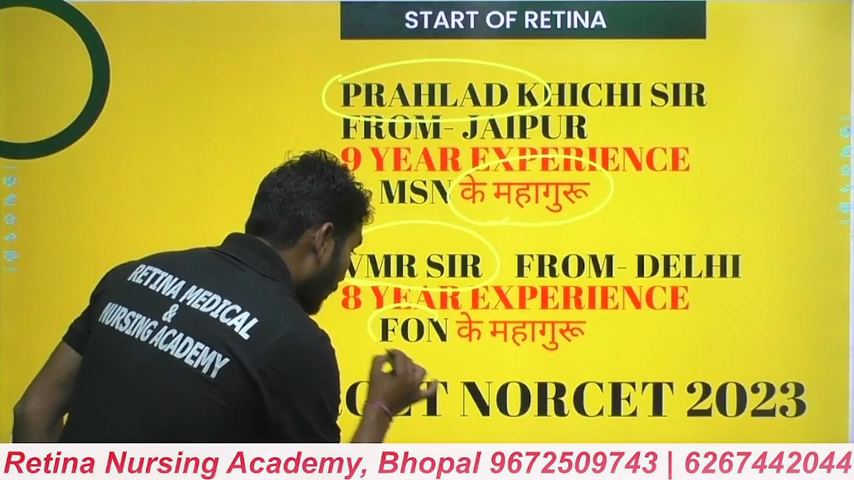 START OF RETINA
PRAHLAD KHICHI SIR
FROM- JAIPUR
9 YEAR EXPERIENCE
MSN के महागुरू
VMR SIR FROM- DELHI
8 YEAR EXPERIENCE
FON के महागुरू
NORCET 2023
RETINA MEDICAL
&
NURSING ACADEMY
Retina Nursing Academy, Bhopal 9672509743 | 6267442044